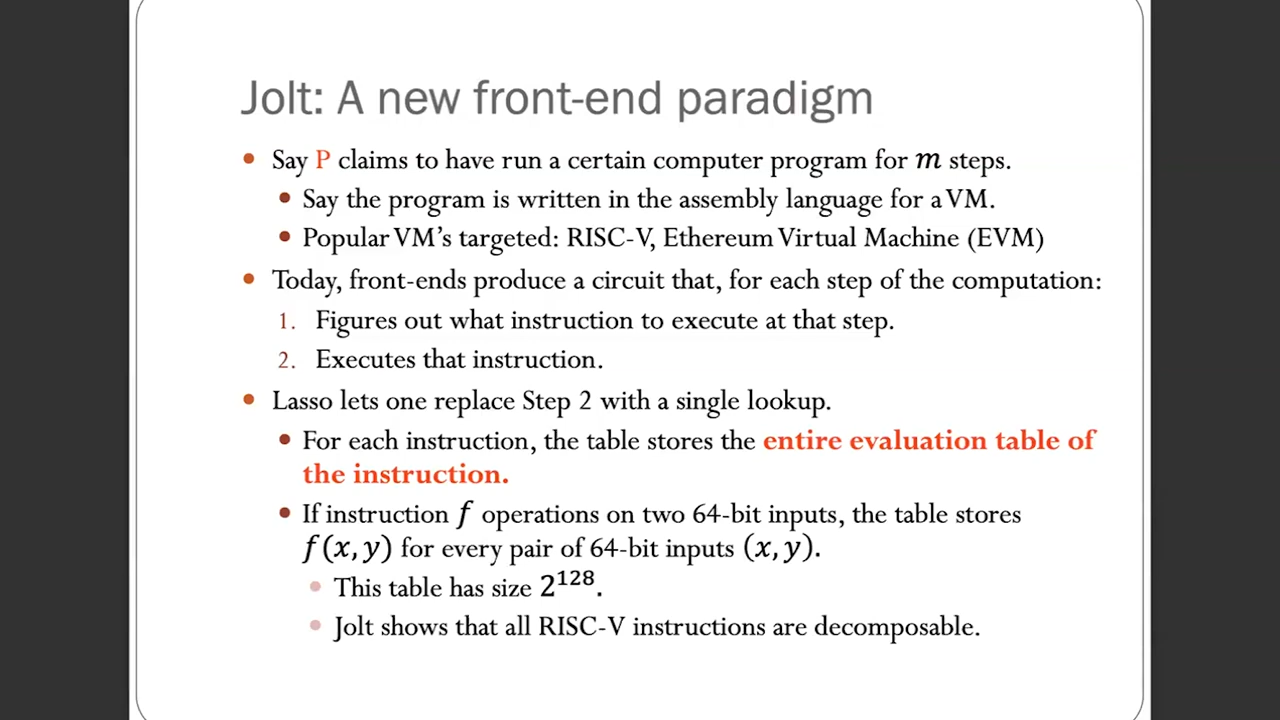 Jolt: A new front-end paradigm
• Say P claims to have run a certain computer program for m steps.
• Say the program is written in the assembly language for a VM.
• Popular VM's targeted: RISC-V, Ethereum Virtual Machine (EVM)
• Today, front-ends produce a circuit that, for each step of the computation:
1. Figures out what instruction to execute at that step.
2. Executes that instruction.
• Lasso lets one replace Step 2 with a single lookup.
• For each instruction, the table stores the entire evaluation table of
the instruction.
• If instruction f operations on two 64-bit inputs, the table stores
f(x,y) for every pair of 64-bit inputs (x,y).
• This table has size 2¹²⁸.
• Jolt shows that all RISC-V instructions are decomposable.